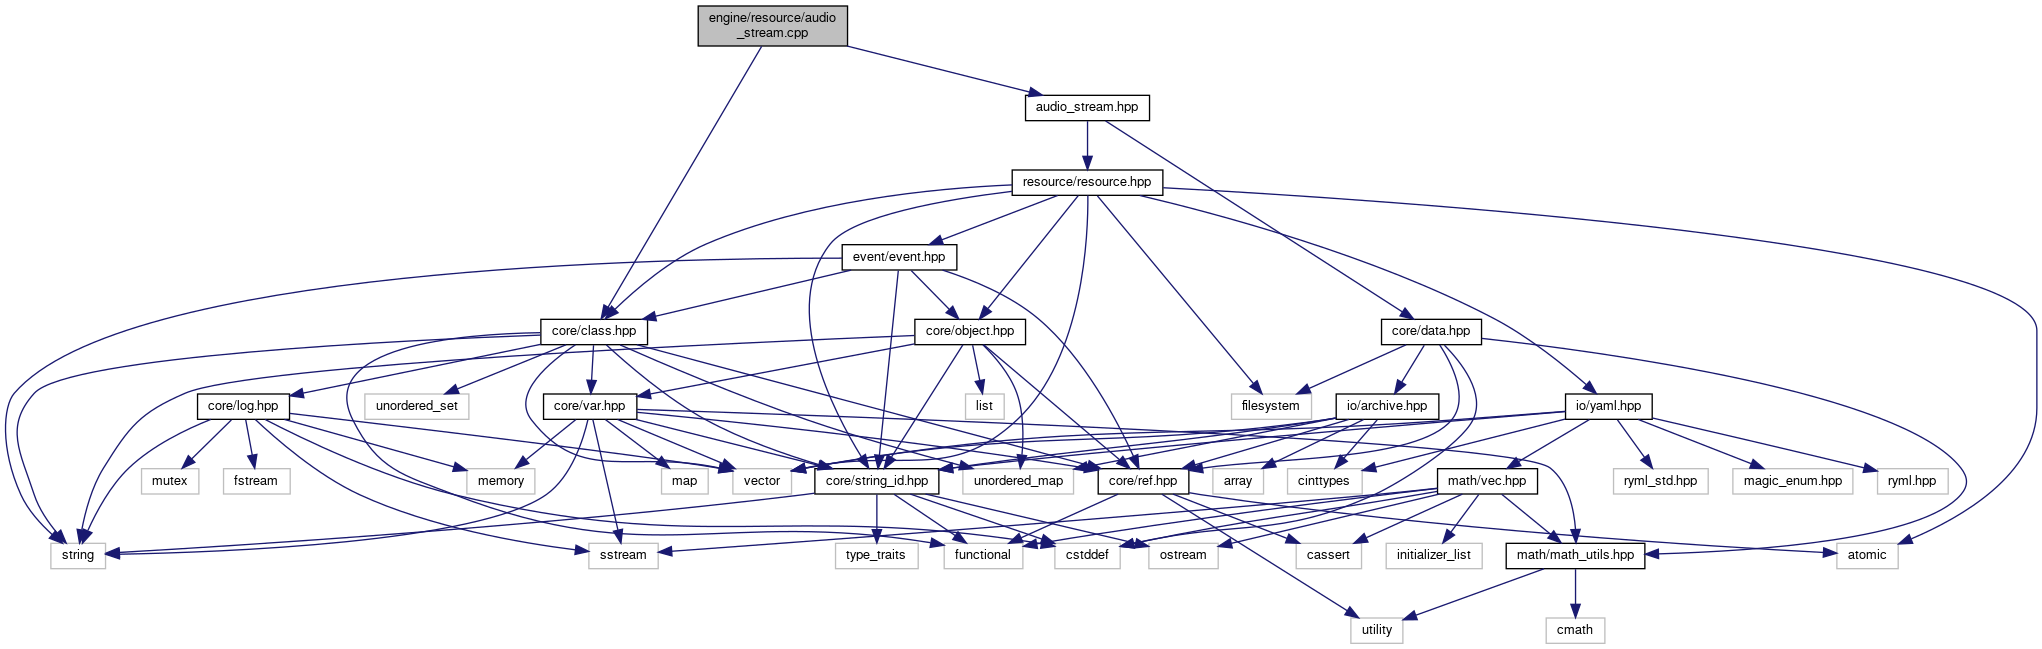 engine/resource/audio
_stream.cpp
audio_stream.hpp
resource/resource.hpp
event/event.hpp
core/class.hpp
core/object.hpp
core/data.hpp
core/log.hpp
unordered_set
core/var.hpp
list
filesystem
io/archive.hpp
io/yaml.hpp
mutex
fstream
memory
map
vector
core/string_id.hpp
unordered_map
core/ref.hpp
array
cinttypes
math/vec.hpp
ryml_std.hpp
magic_enum.hpp
ryml.hpp
string
sstream
type_traits
functional
cstddef
ostream
cassert
initializer_list
math/math_utils.hpp
atomic
utility
cmath